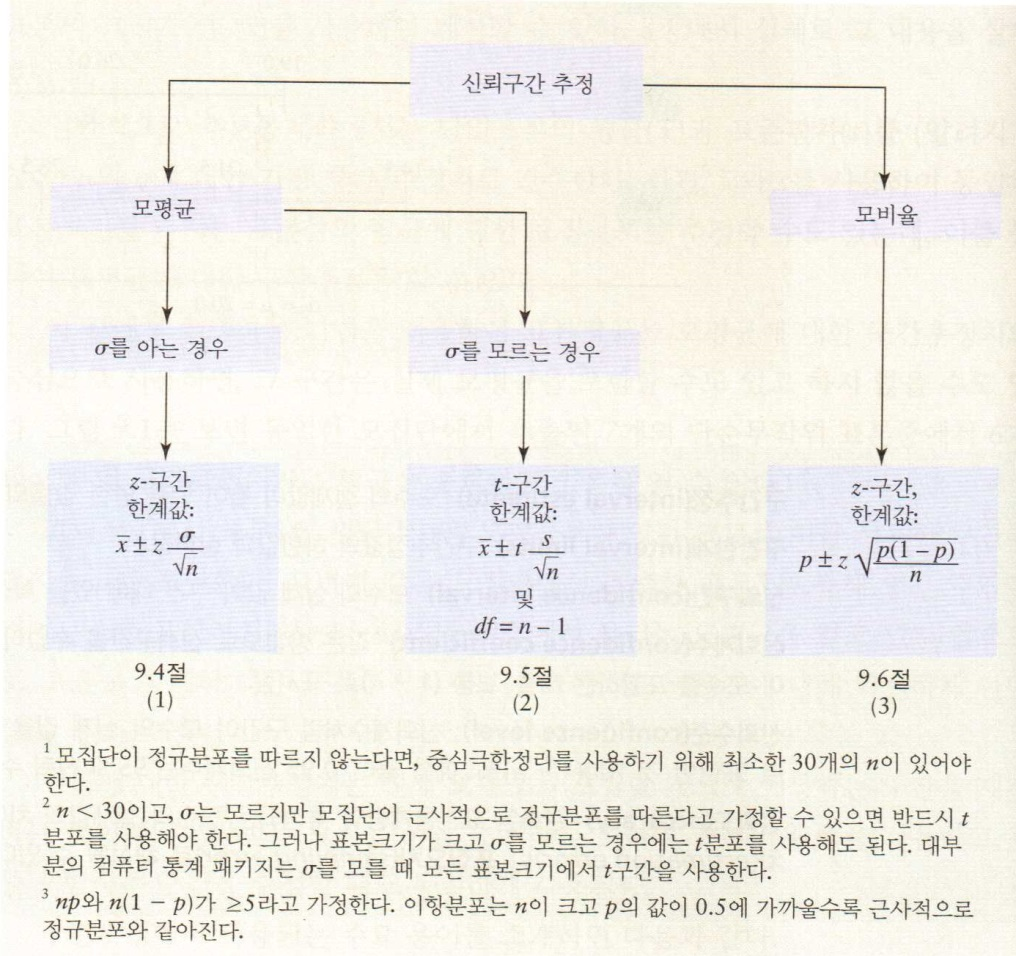 신뢰구간 추정
모평균
모비율
σ를 아는 경우
σ를 모르는 경우
z-구간
한계값:
x̄ ± z σ/√n
9.4절
(1)
t-구간
한계값:
x̄ ± t s/√n
및
df = n − 1
9.5절
(2)
z-구간,
한계값:
p ± z √(p(1 − p)/n)
9.6절
(3)
¹ 모집단이 정규분포를 따르지 않는다면, 중심극한정리를 사용하기 위해 최소한 30개의 n이 있어야
한다.
² n < 30이고, σ는 모르지만 모집단이 근사적으로 정규분포를 따른다고 가정할 수 있으면 반드시 t
분포를 사용해야 한다. 그러나 표본크기가 크고 σ를 모르는 경우에는 t분포를 사용해도 된다. 대부
분의 컴퓨터 통계 패키지는 σ를 모를 때 모든 표본크기에서 t구간을 사용한다.
³ np와 n(1 − p)가 ≥5라고 가정한다. 이항분포는 n이 크고 p의 값이 0.5에 가까울수록 근사적으로
정규분포와 같아진다.